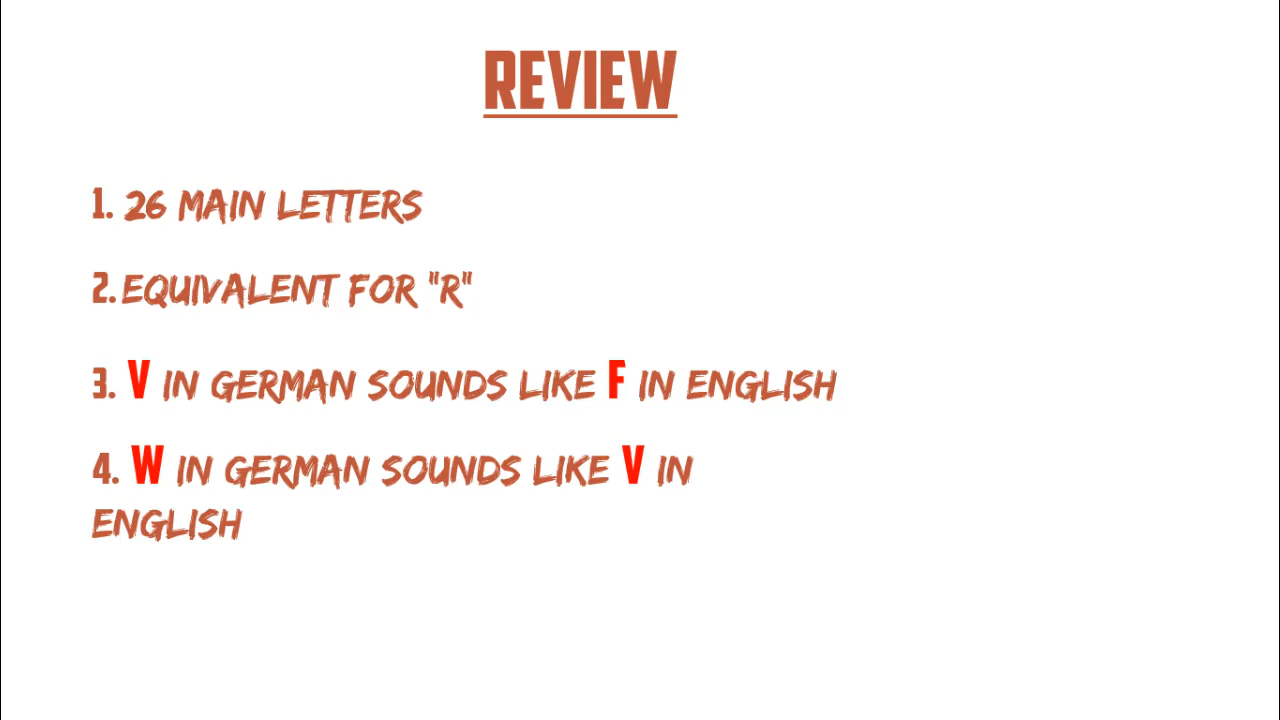 REVIEW
1. 26 MAIN LETTERS
2. EQUIVALENT FOR "R"
3. V IN GERMAN SOUNDS LIKE F IN ENGLISH
4. W IN GERMAN SOUNDS LIKE V IN
ENGLISH